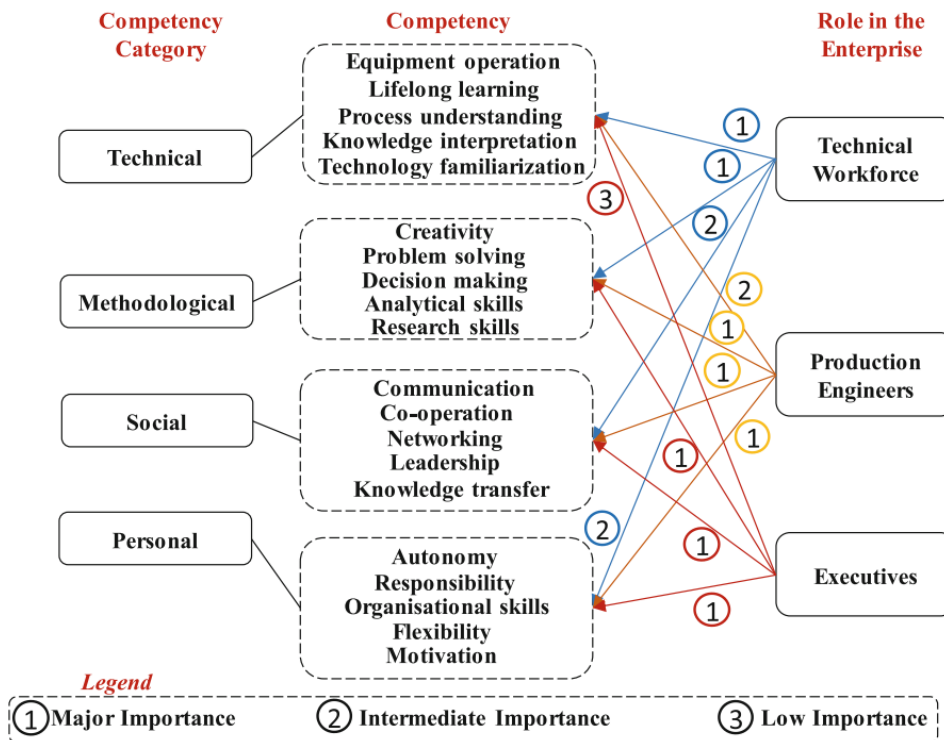 Competency
Category
Competency
Role in the
Enterprise
Technical
Equipment operation
Lifelong learning
Process understanding
Knowledge interpretation
Technology familiarization
Methodological
Creativity
Problem solving
Decision making
Analytical skills
Research skills
Social
Communication
Co-operation
Networking
Leadership
Knowledge transfer
Personal
Autonomy
Responsibility
Organisational skills
Flexibility
Motivation
1
1
2
3
2
1
1
1
1
2
1
1
Technical
Workforce
Production
Engineers
Executives
Legend
1 Major Importance
2 Intermediate Importance
3 Low Importance